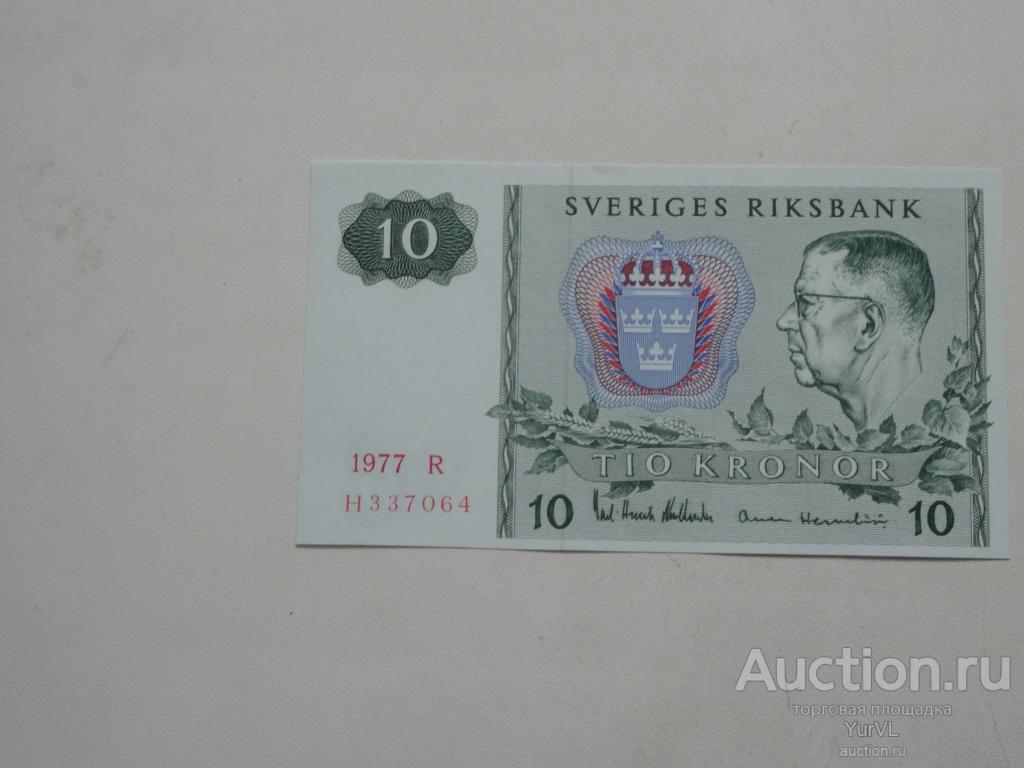 10
SVERIGES RIKSBANK
TIO KRONOR
1977 R
H337064
10
10
Auction.ru
торговая площадка
YurVL
auction.ru